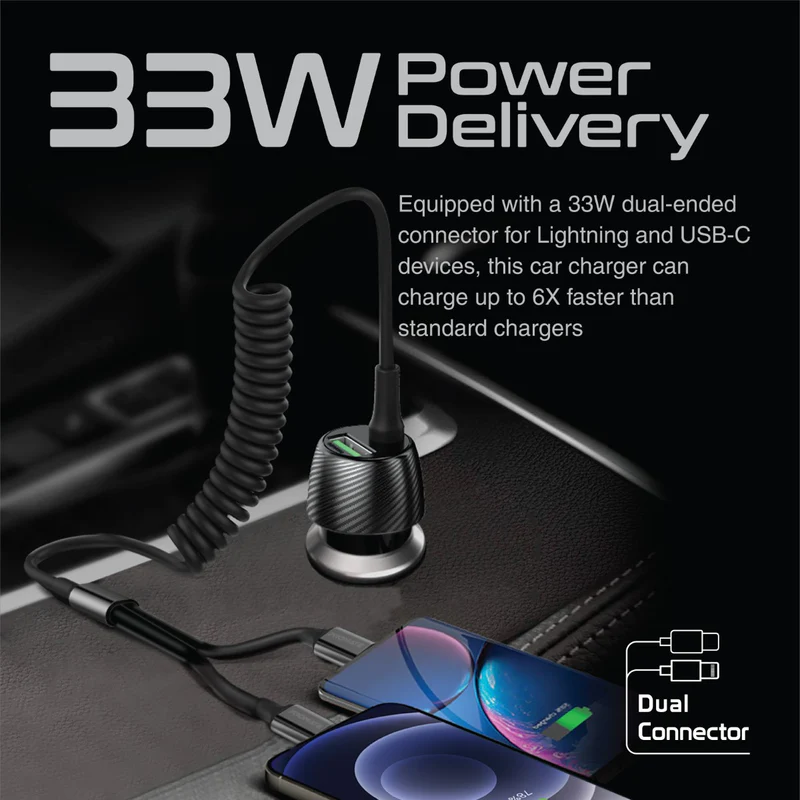 33W Power
Delivery
Equipped with a 33W dual-ended
connector for Lightning and USB-C
devices, this car charger can
charge up to 6X faster than
standard chargers
Dual
Connector
78%